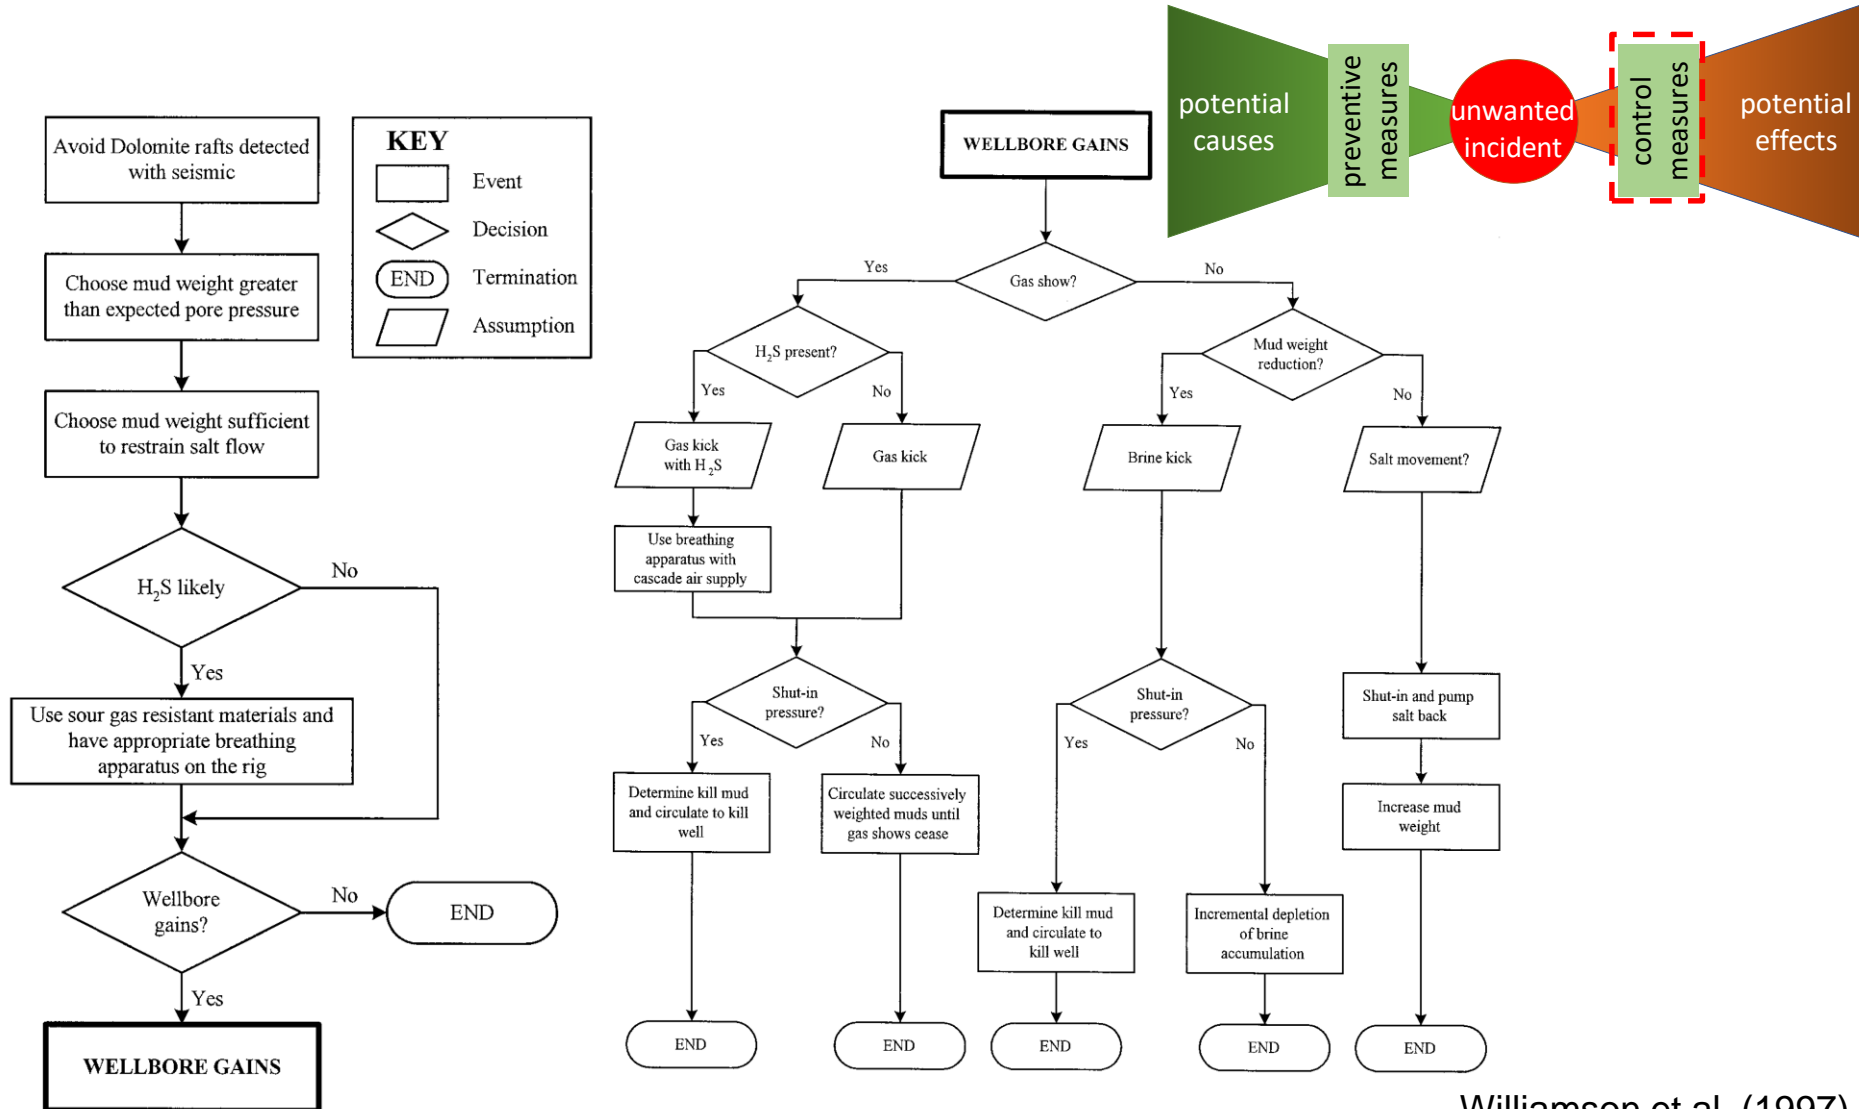 Avoid Dolomite rafts detected
with seismic
Choose mud weight greater
than expected pore pressure
Choose mud weight sufficient
to restrain salt flow
H2S likely
No
Yes
Use sour gas resistant materials and
have appropriate breathing
apparatus on the rig
Wellbore
gains?
No
END
Yes
WELLBORE GAINS
KEY
Event
Decision
END
Termination
Assumption
WELLBORE GAINS
Gas show?
Yes
No
H2S present?
Yes
No
Mud weight
reduction?
Yes
No
Gas kick
with H2S
Gas kick
Brine kick
Salt movement?
Use breathing
apparatus with
cascade air supply
Shut-in
pressure?
Yes
No
Shut-in
pressure?
Yes
No
Shut-in and pump
salt back
Determine kill mud
and circulate to kill
well
Circulate successively
weighted muds until
gas shows cease
Increase mud
weight
Determine kill mud
and circulate to
kill well
Incremental depletion
of brine
accumulation
END
END
END
END
END
potential
causes
preventive
measures
unwanted
incident
control
measures
potential
effects
Williamson et al. (1997)